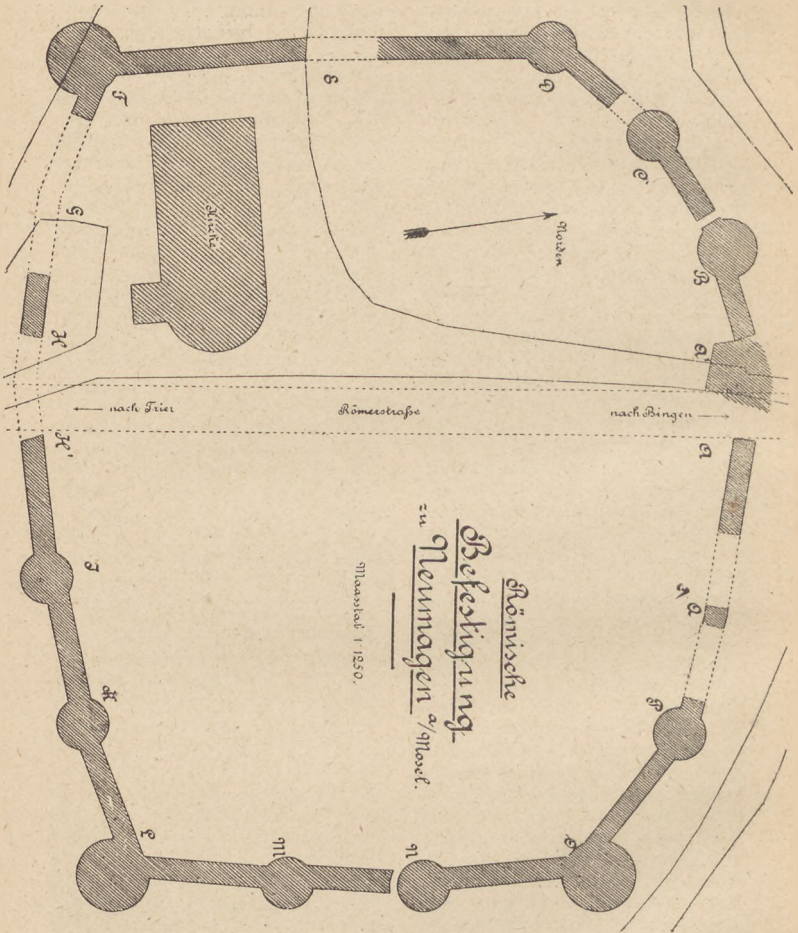 Römische
Befestigung
zu Neumagen a/Mosel.
Maasstab 1:1250.
Kirche
Norden
← nach Trier
Römerstraße
nach Bingen →
A
A'
B
C
D
E
F
G
H
H'
J
K
L
M
N
O
P
Q